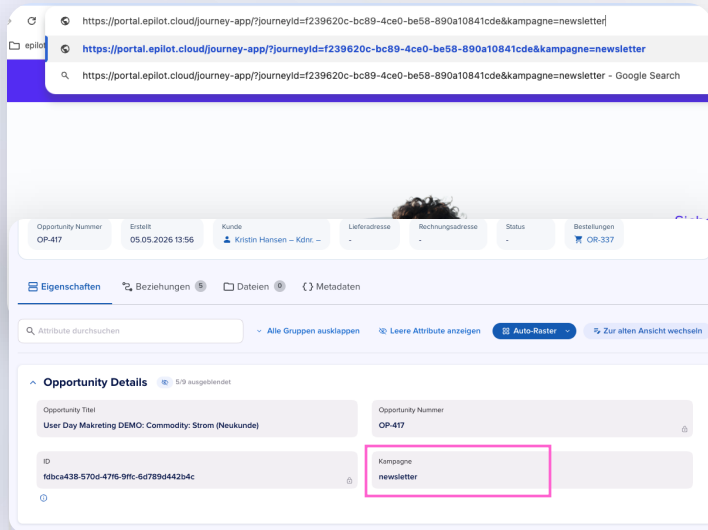 https://portal.epilot.cloud/journey-app/?journeyId=f239620c-bc89-4ce0-be58-890a10841cde&kampagne=newsletter
epilot
https://portal.epilot.cloud/journey-app/?journeyId=f239620c-bc89-4ce0-be58-890a10841cde&kampagne=newsletter
https://portal.epilot.cloud/journey-app/?journeyId=f239620c-bc89-4ce0-be58-890a10841cde&kampagne=newsletter - Google Search
Opportunity Nummer Erstellt Kunde Lieferadresse Rechnungsadresse Status Bestellungen
OP-417 05.05.2026 13:56 Kristin Hansen – Kdnr. – - - - OR-337
Eigenschaften Beziehungen 5 Dateien 0 Metadaten
Attribute durchsuchen Alle Gruppen ausklappen Leere Attribute anzeigen Auto-Raster Zur alten Ansicht wechseln
Opportunity Details 5/9 ausgeblendet
Opportunity Titel Opportunity Nummer
User Day Makreting DEMO: Commodity: Strom (Neukunde) OP-417
ID Kampagne
fdbca438-570d-47f6-9ffc-6d789d442b4c newsletter